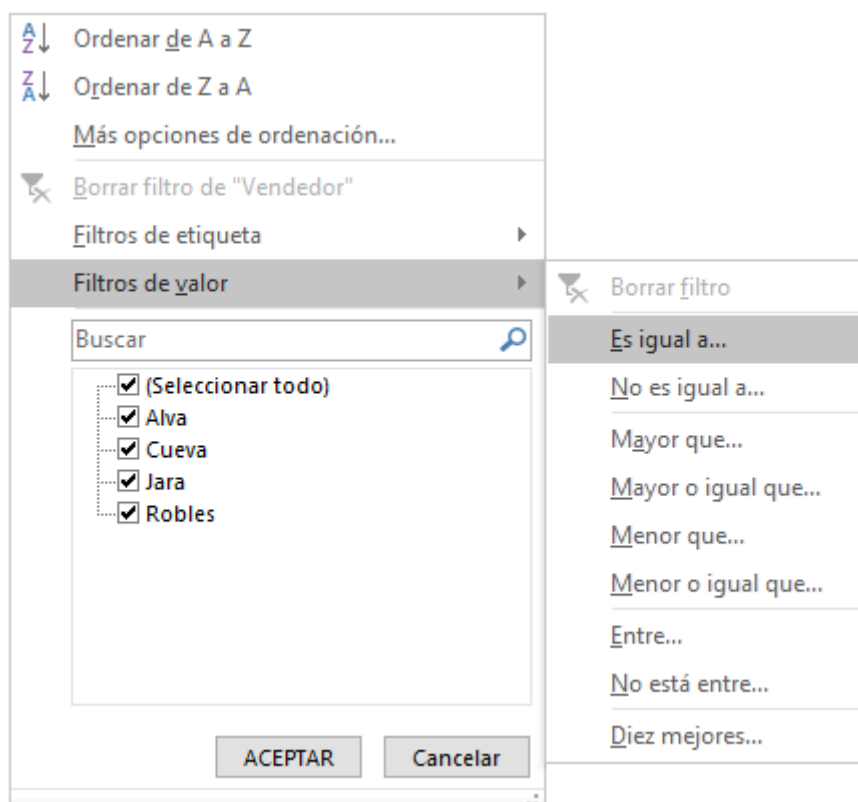 Ordenar de A a Z
Ordenar de Z a A
Más opciones de ordenación...
Borrar filtro de "Vendedor"
Filtros de etiqueta
Filtros de valor
Buscar
(Seleccionar todo)
Alva
Cueva
Jara
Robles
ACEPTAR Cancelar
Borrar filtro
Es igual a...
No es igual a...
Mayor que...
Mayor o igual que...
Menor que...
Menor o igual que...
Entre...
No está entre...
Diez mejores...